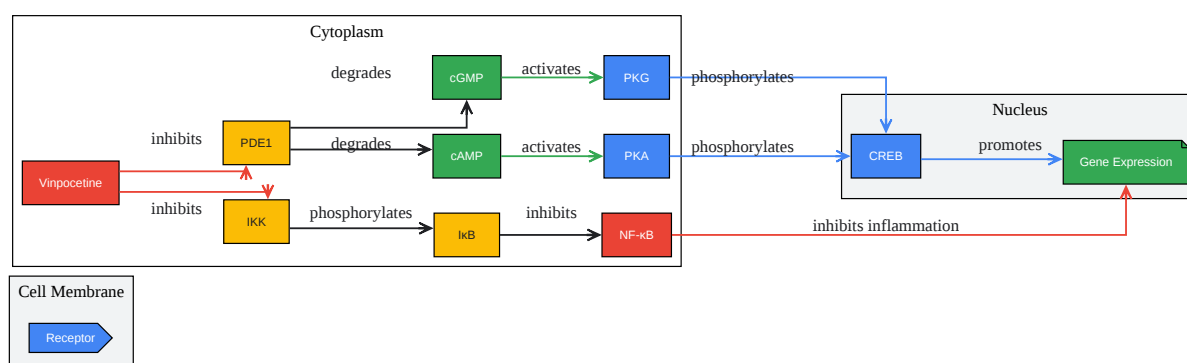 Cytoplasm
degrades
cGMP
activates
PKG
phosphorylates
Nucleus
inhibits
PDE1
degrades
cAMP
activates
PKA
phosphorylates
CREB
promotes
Gene Expression
Vinpocetine
inhibits
IKK
phosphorylates
IκB
inhibits
NF-κB
inhibits inflammation
Cell Membrane
Receptor